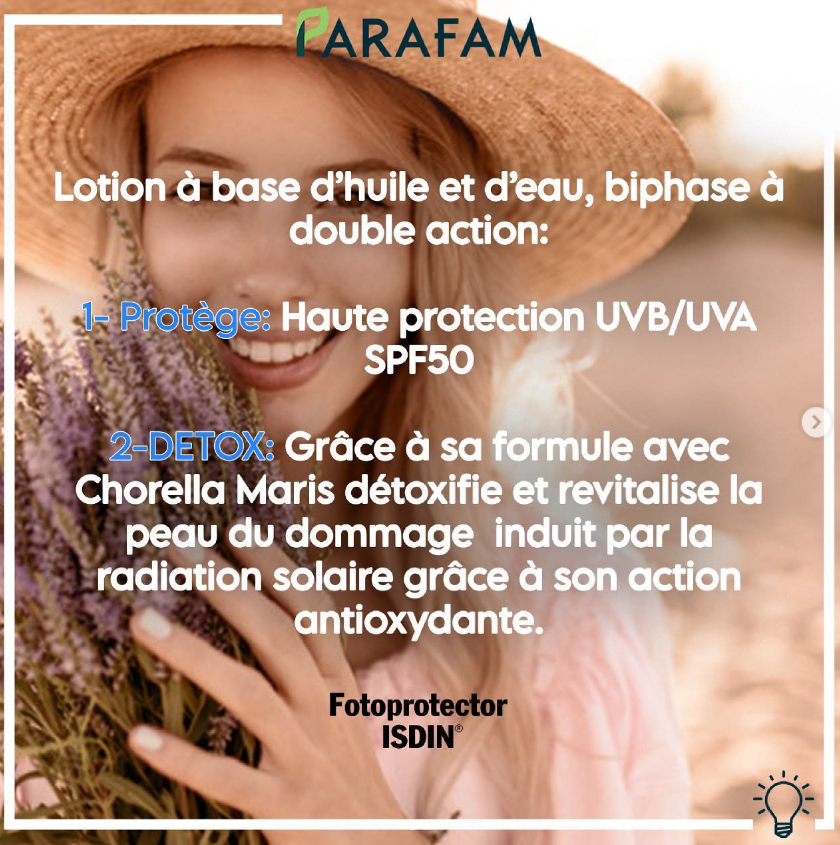 PARAFAM
Lotion à base d'huile et d'eau, biphase à
double action:
1- Protège: Haute protection UVB/UVA
SPF50
2-DETOX: Grâce à sa formule avec
Chorella Maris détoxifie et revitalise la
peau du dommage  induit par la
radiation solaire grâce à son action
antioxydante.
Fotoprotector
ISDIN®